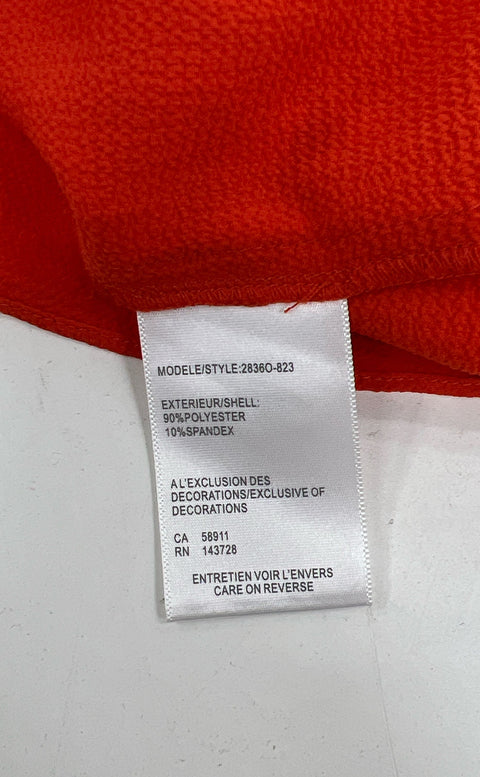 MODELE/STYLE:2836O-823
EXTERIEUR/SHELL:
90%POLYESTER
10%SPANDEX
A L'EXCLUSION DES
DECORATIONS/EXCLUSIVE OF
DECORATIONS
CA 58911
RN 143728
ENTRETIEN VOIR L'ENVERS
CARE ON REVERSE